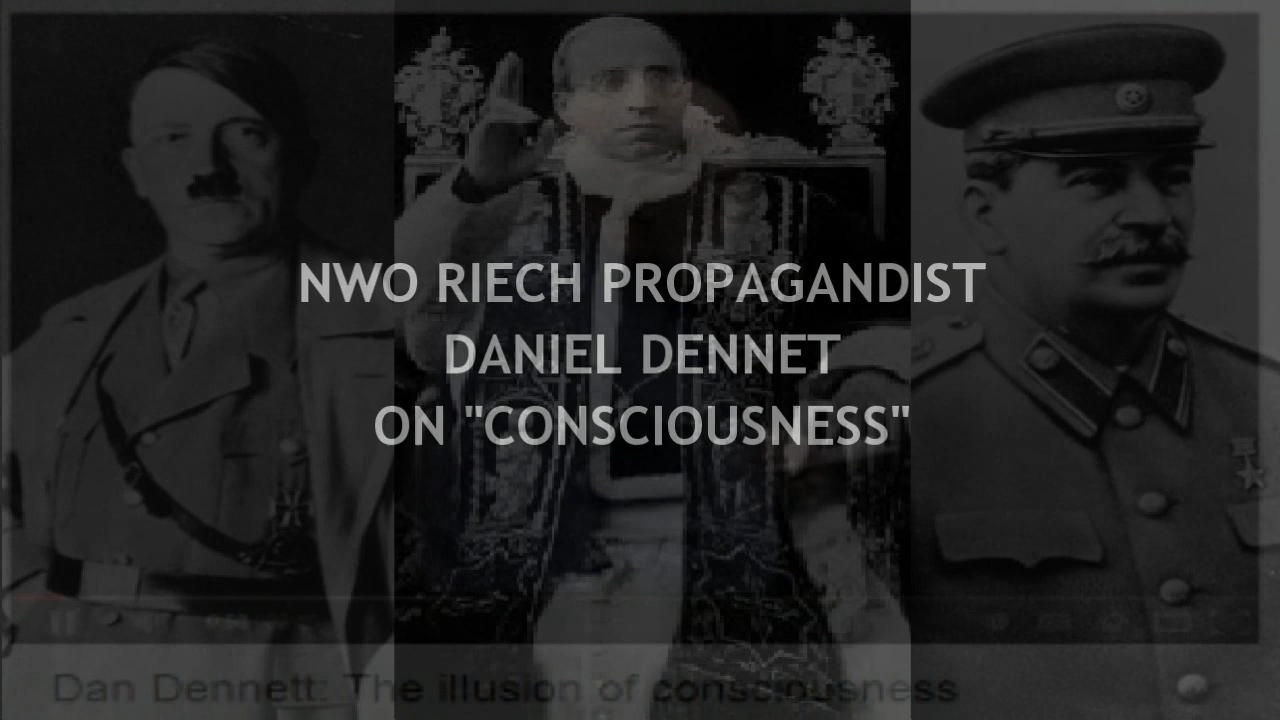 NWO RIECH PROPAGANDIST
DANIEL DENNET
ON "CONSCIOUSNESS"
Dan Dennett: The illusion of consciousness